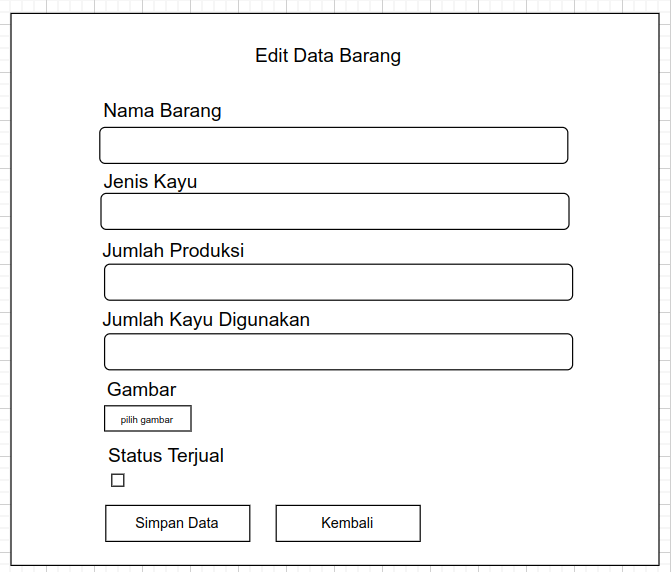 Edit Data Barang
Nama Barang
Jenis Kayu
Jumlah Produksi
Jumlah Kayu Digunakan
Gambar
pilih gambar
Status Terjual
Simpan Data
Kembali